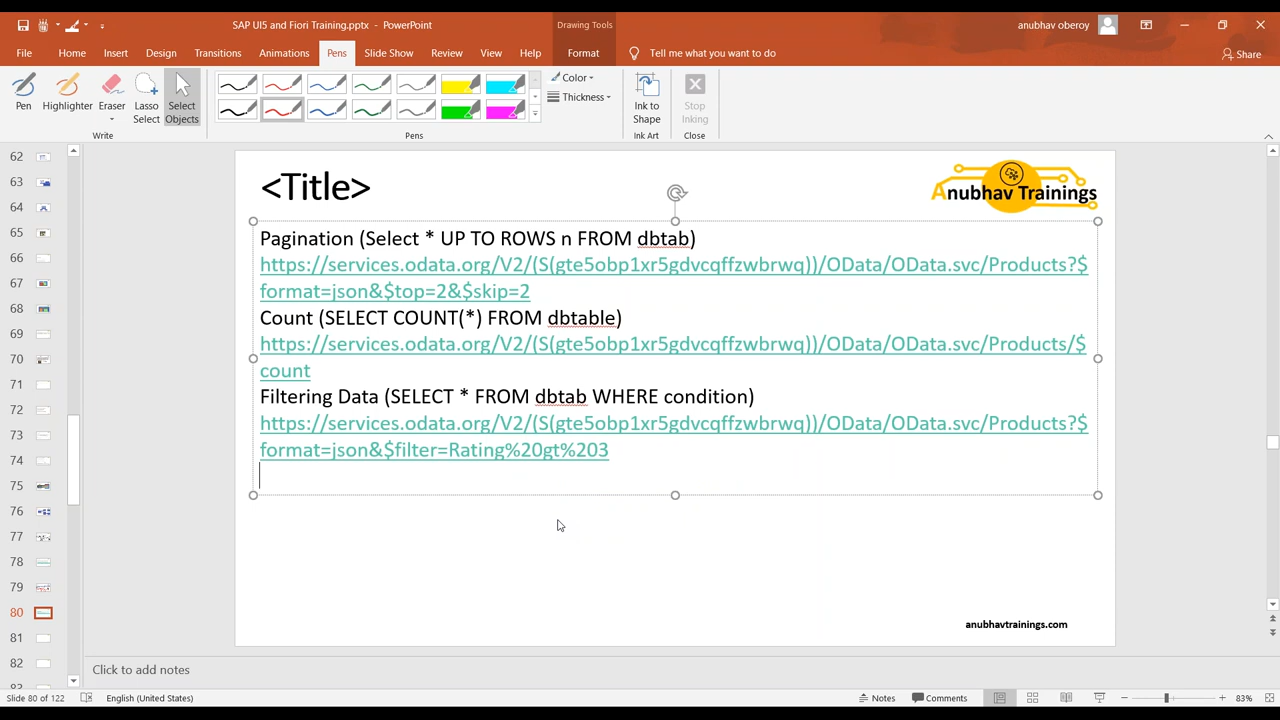 SAP UI5 and Fiori Training.pptx - PowerPoint
Drawing Tools
anubhav oberoy
File Home Insert Design Transitions Animations Pens Slide Show Review View Help Format Tell me what you want to do Share
Pen Highlighter Eraser Lasso Select Select Objects
Color
Thickness
Ink to Shape
Stop Inking
Write Pens Ink Art Close
62
63
64
65
66
67
68
69
70
71
72
73
74
75
76
77
78
79
80
81
82
<Title>
Anubhav Trainings
Pagination (Select * UP TO ROWS n FROM dbtab)
https://services.odata.org/V2/(S(gte5obp1xr5gdvcqffzwbrwq))/OData/OData.svc/Products?$
format=json&$top=2&$skip=2
Count (SELECT COUNT(*) FROM dbtable)
https://services.odata.org/V2/(S(gte5obp1xr5gdvcqffzwbrwq))/OData/OData.svc/Products/$
count
Filtering Data (SELECT * FROM dbtab WHERE condition)
https://services.odata.org/V2/(S(gte5obp1xr5gdvcqffzwbrwq))/OData/OData.svc/Products?$
format=json&$filter=Rating%20gt%203
anubhavtrainings.com
Click to add notes
Slide 80 of 122 English (United States) Notes Comments 83%